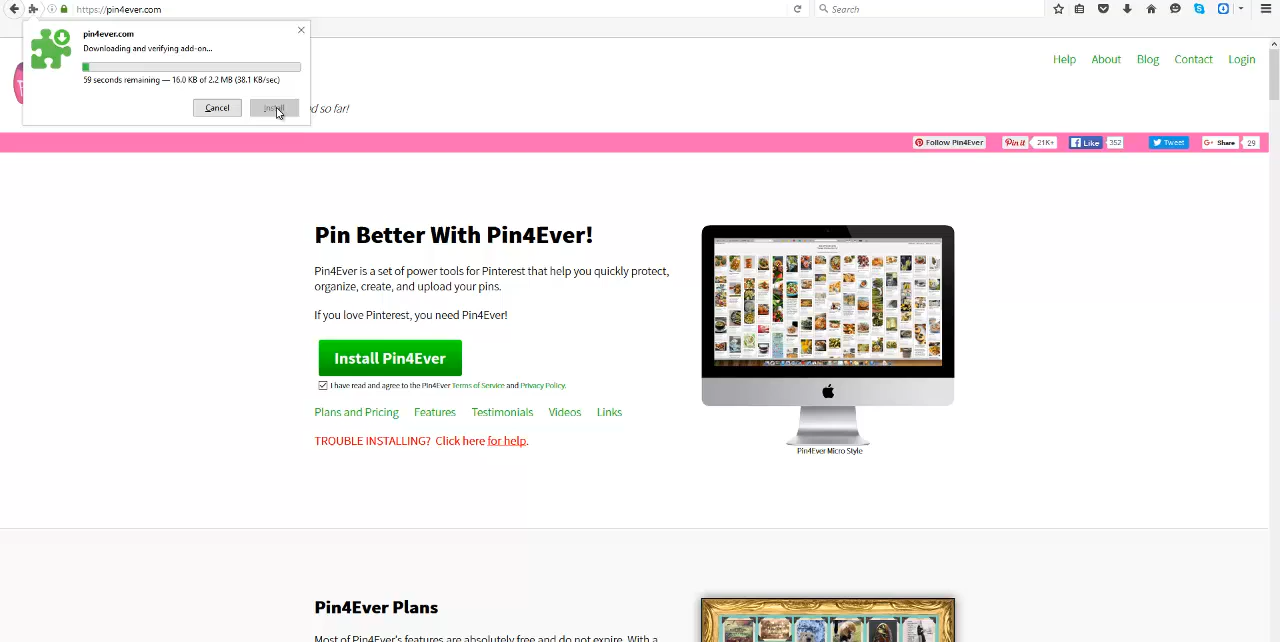 https://pin4ever.com
Search
pin4ever.com
Downloading and verifying add-on...
59 seconds remaining — 16.0 KB of 2.2 MB (38.1 KB/sec)
Cancel
Install
Help
About
Blog
Contact
Login
d so far!
Follow Pin4Ever
Pin it
21K+
Like
352
Tweet
G+ Share
29
Pin Better With Pin4Ever!
Pin4Ever is a set of power tools for Pinterest that help you quickly protect,
organize, create, and upload your pins.
If you love Pinterest, you need Pin4Ever!
Install Pin4Ever
I have read and agree to the Pin4Ever Terms of Service and Privacy Policy.
Plans and Pricing
Features
Testimonials
Videos
Links
TROUBLE INSTALLING? Click here for help.
Pin4Ever Micro Style
Pin4Ever Plans
Most of Pin4Ever's features are absolutely free and do not expire. With a